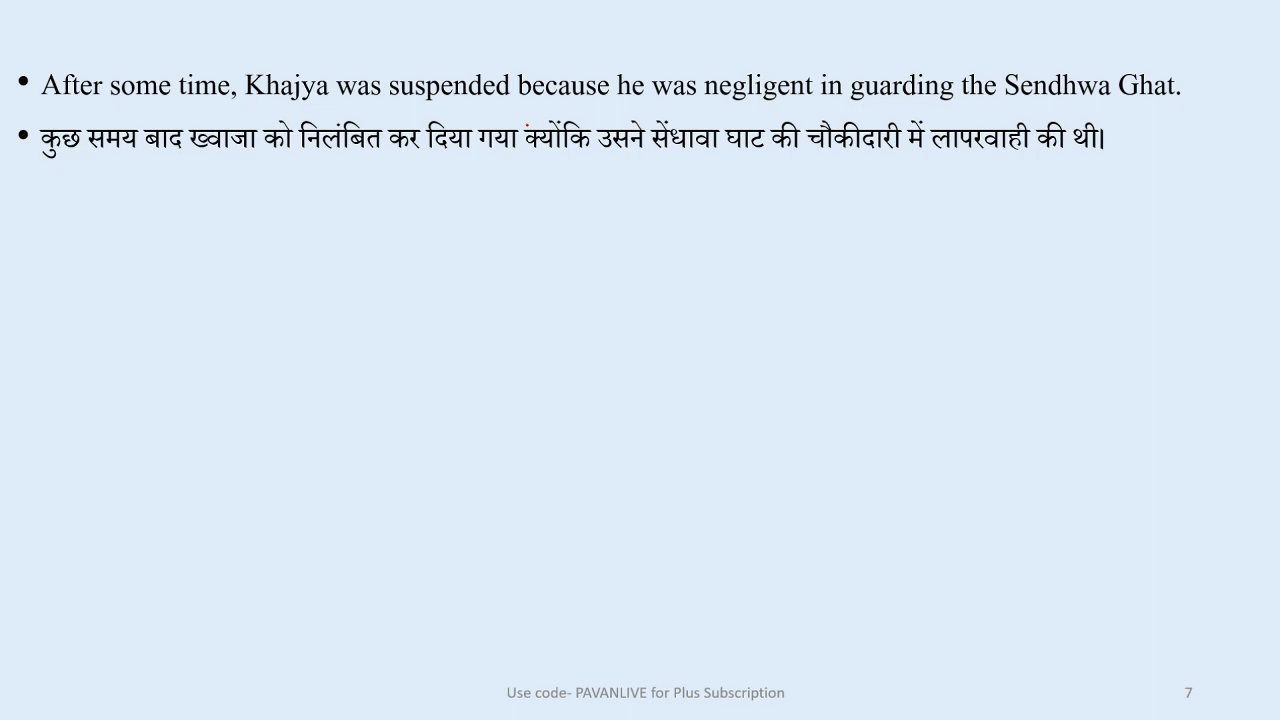 • After some time, Khajya was suspended because he was negligent in guarding the Sendhwa Ghat.
• कुछ समय बाद ख्वाजा को निलंबित कर दिया गया क्योंकि उसने सेंधावा घाट की चौकीदारी में लापरवाही की थी।
Use code- PAVANLIVE for Plus Subscription
7